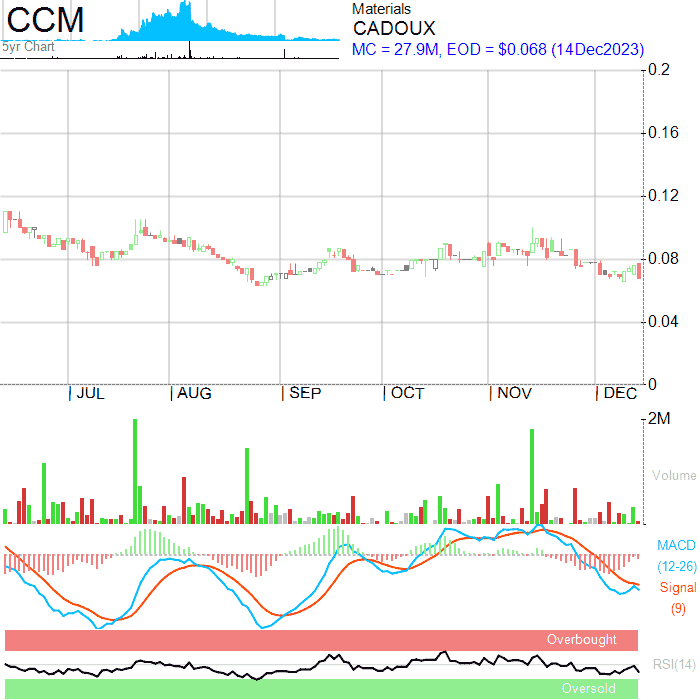 CCM
5yr Chart
Materials
CADOUX
MC = 27.9M, EOD = $0.068 (14Dec2023)
0.2
0.16
0.12
0.08
0.04
0
JUL AUG SEP OCT NOV DEC
2M
Volume
MACD
(12-26)
Signal
(9)
Overbought
RSI(14)
Oversold